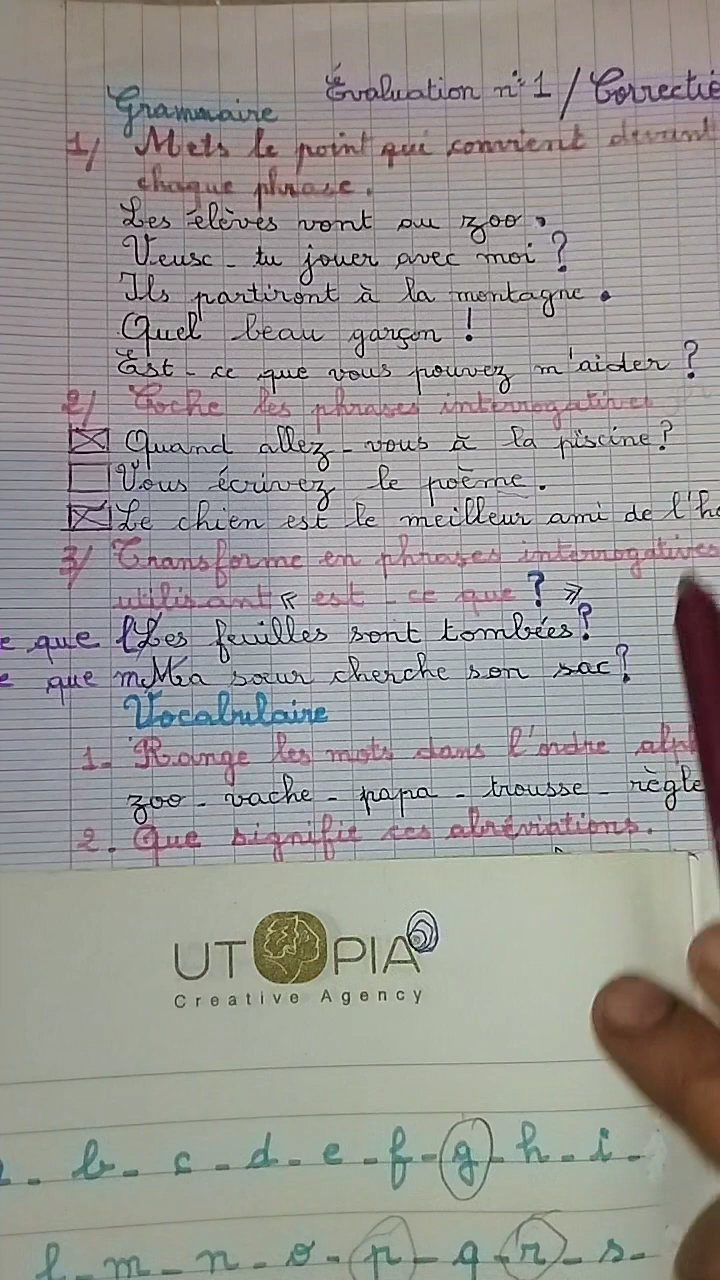 Évaluation n°1 / Correctio
Grammaire
1/ Mets le point qui convient devant
chaque phrase.
Les élèves vont au zoo.
Veux-tu jouer avec moi ?
Ils partiront à la montagne.
Quel beau garçon !
Est-ce que vous pouvez m'aider ?
2/ Coche les phrases interrogatives
Quand allez-vous à la piscine ?
Vous écrivez le poème.
Le chien est le meilleur ami de l'ho
3/ Transforme en phrases interrogatives
utilisant « est-ce que ? »
e que lLes feuilles sont tombées ?
e que mMa sœur cherche son sac ?
Vocabulaire
1. Range les mots dans l'ordre alph
zoo - vache - papa - trousse - règle
2. Que signifie ces abréviations.
UTOPIA
Creative Agency
- b - c - d - e - f - g - h - i -
l - m - n - o - p - q - r - s -